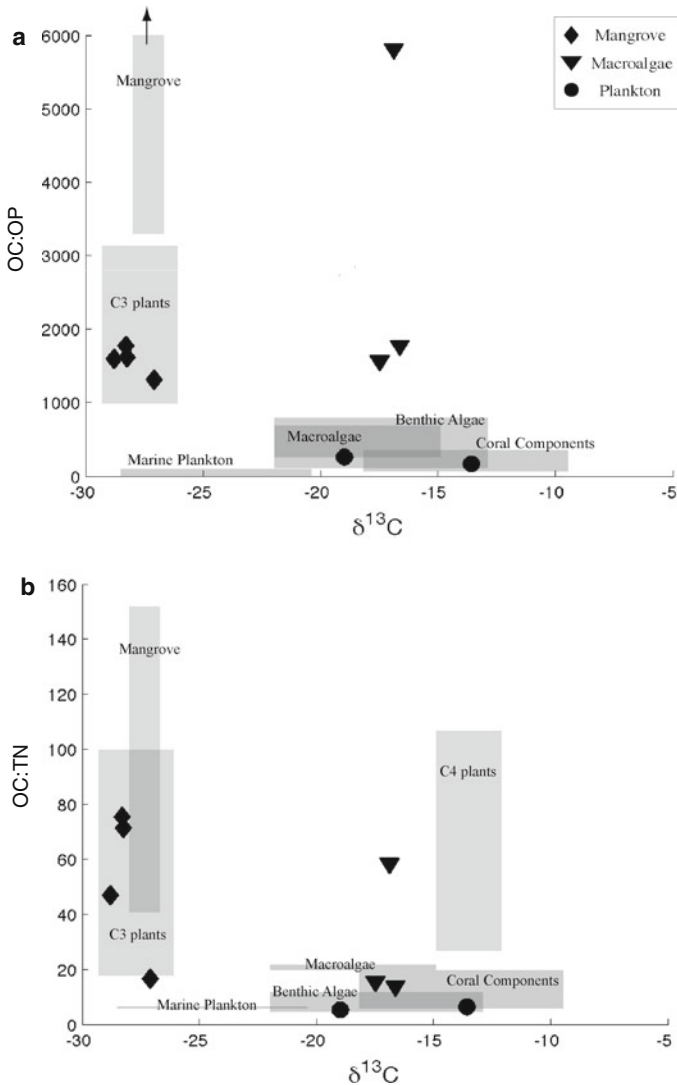 a
6000
5000
4000
3000
2000
1000
0
OC:OP
Mangrove
C3 plants
Marine Plankton
Macroalgae
Benthic Algae
Coral Components
Mangrove
Macroalgae
Plankton
-30
-25
-20
-15
-10
-5
δ13C
b
160
140
120
100
80
60
40
20
0
OC:TN
Mangrove
C4 plants
C3 plants
Macroalgae
Benthic Algae
Coral Components
Marine Plankton
-30
-25
-20
-15
-10
-5
δ13C